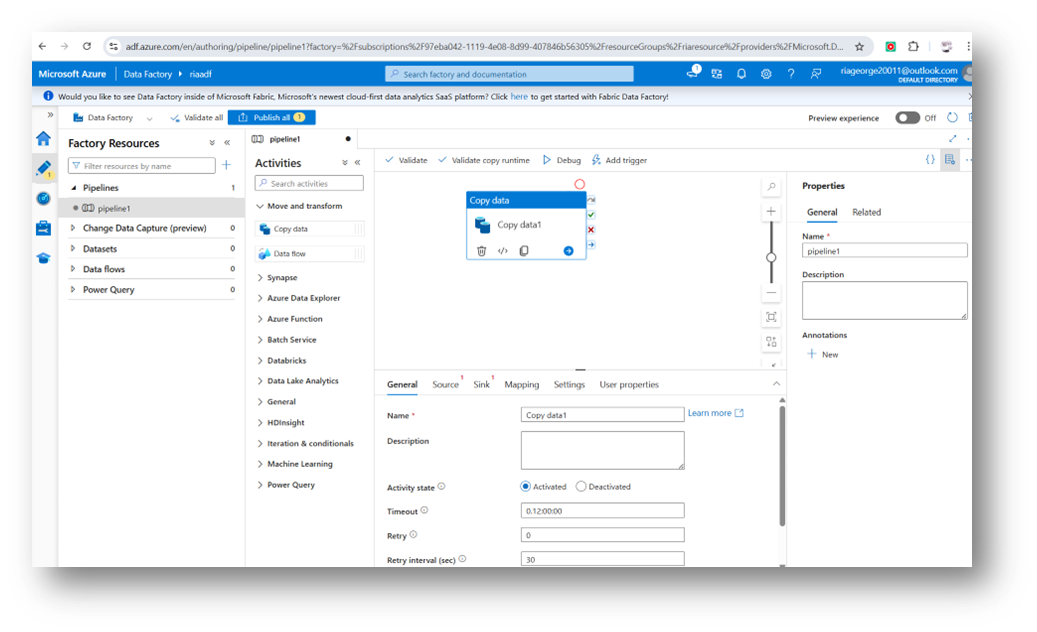 adf.azure.com/en/authoring/pipeline/pipeline1?factory=%2Fsubscriptions%2F97eba042-1119-4e08-8d99-407846b56305%2FresourceGroups%2Friaresource%2Fproviders%2FMicrosoft.D...
Microsoft Azure Data Factory riaadf Search factory and documentation 1 riageorge20011@outlook.com
DEFAULT DIRECTORY
Would you like to see Data Factory inside of Microsoft Fabric, Microsoft's newest cloud-first data analytics SaaS platform? Click here to get started with Fabric Data Factory!
Data Factory Validate all Publish all 1 Preview experience Off
Factory Resources
Filter resources by name
Pipelines 1
pipeline1
Change Data Capture (preview) 0
Datasets 0
Data flows 0
Power Query 0
pipeline1
Activities
Search activities
Move and transform
Copy data
Data flow
Synapse
Azure Data Explorer
Azure Function
Batch Service
Databricks
Data Lake Analytics
General
HDInsight
Iteration & conditionals
Machine Learning
Power Query
Validate Validate copy runtime Debug Add trigger
Copy data
Copy data1
General Source 1 Sink 1 Mapping Settings User properties
Name * Copy data1 Learn more
Description
Activity state Activated Deactivated
Timeout 0.12:00:00
Retry 0
Retry interval (sec) 30
Properties
General Related
Name *
pipeline1
Description
Annotations
New